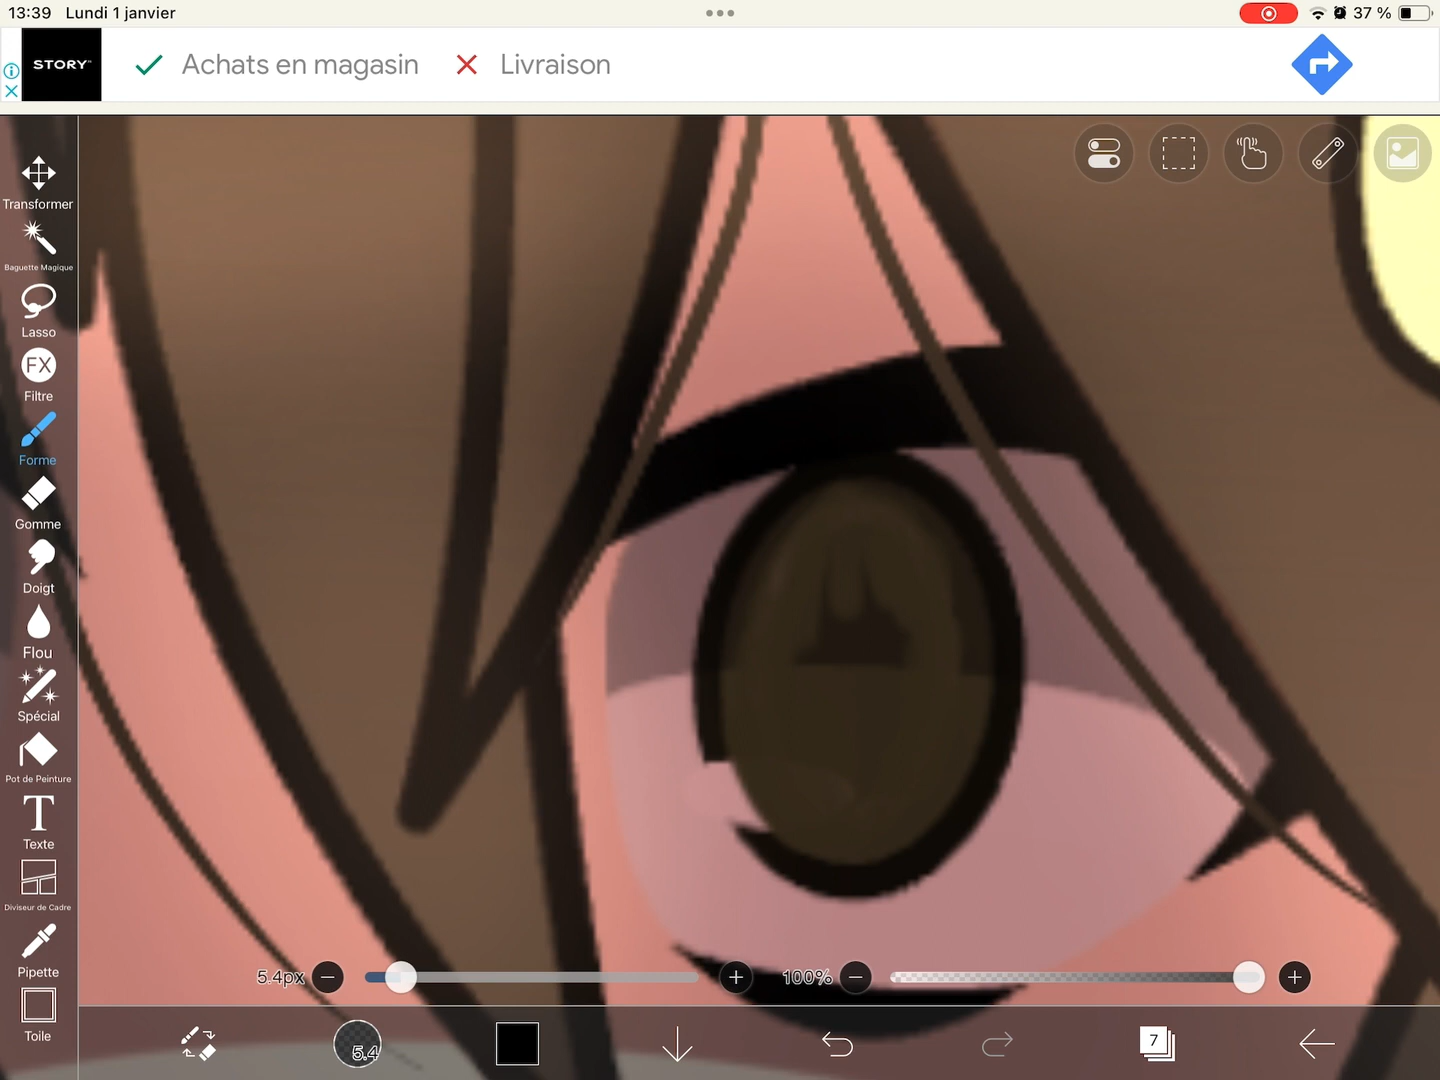 13:39 Lundi 1 janvier
37 %
STORY
Achats en magasin
Livraison
Transformer
Baguette Magique
Lasso
FX
Filtre
Forme
Gomme
Doigt
Flou
Spécial
Pot de Peinture
T
Texte
Diviseur de Cadre
Pipette
Toile
5.4px
100%
5.4
7